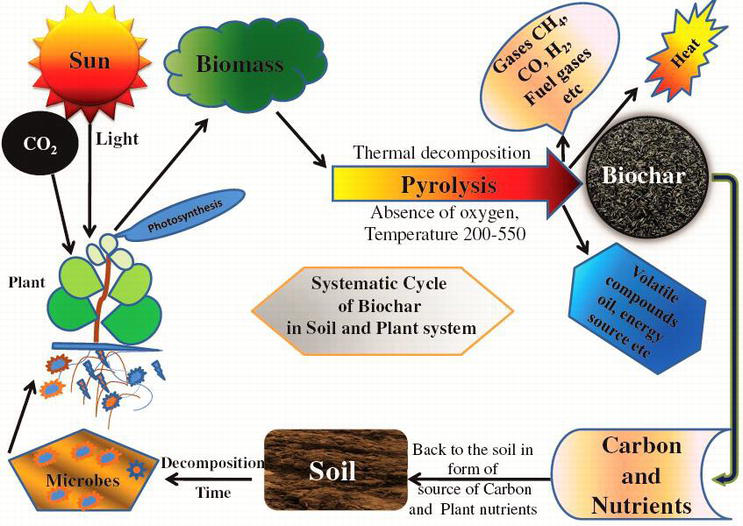 Sun
Biomass
Gases CH₄,
CO, H₂,
Fuel gases
etc
Heat
CO₂
Light
Thermal decomposition
Pyrolysis
Absence of oxygen,
Temperature 200-550
Biochar
Photosynthesis
Plant
Systematic Cycle
of Biochar
in Soil and Plant system
Volatile
compounds
oil, energy
source etc
Microbes
Decomposition
Time
Soil
Back to the soil in
form of
source of Carbon
and Plant nutrients
Carbon
and
Nutrients